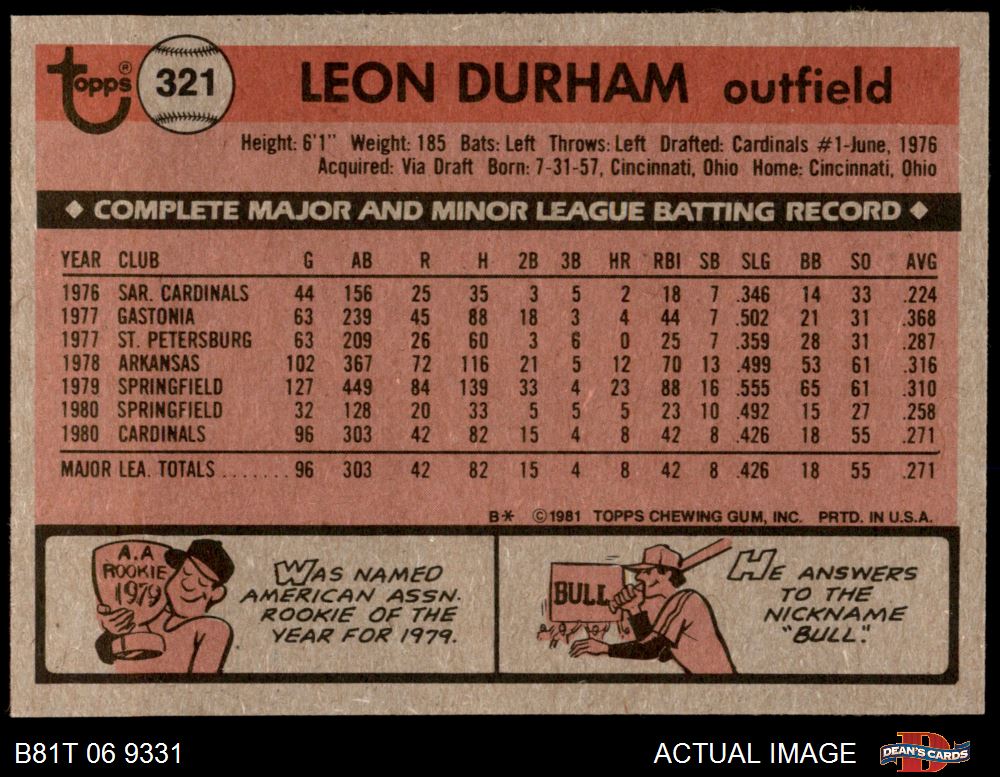 topps® 321 LEON DURHAM outfield
Height: 6'1" Weight: 185 Bats: Left Throws: Left Drafted: Cardinals #1-June, 1976
Acquired: Via Draft Born: 7-31-57, Cincinnati, Ohio Home: Cincinnati, Ohio
◆ COMPLETE MAJOR AND MINOR LEAGUE BATTING RECORD ◆
YEAR CLUB G AB R H 2B 3B HR RBI SB SLG BB SO AVG
1976 SAR. CARDINALS 44 156 25 35 3 5 2 18 7 .346 14 33 .224
1977 GASTONIA 63 239 45 88 18 3 4 44 7 .502 21 31 .368
1977 ST. PETERSBURG 63 209 26 60 3 6 0 25 7 .359 28 31 .287
1978 ARKANSAS 102 367 72 116 21 5 12 70 13 .499 53 61 .316
1979 SPRINGFIELD 127 449 84 139 33 4 23 88 16 .555 65 61 .310
1980 SPRINGFIELD 32 128 20 33 5 5 5 23 10 .492 15 27 .258
1980 CARDINALS 96 303 42 82 15 4 8 42 8 .426 18 55 .271
MAJOR LEA. TOTALS ....... 96 303 42 82 15 4 8 42 8 .426 18 55 .271
B* ©1981 TOPPS CHEWING GUM, INC. PRTD. IN U.S.A.
A.A
ROOKIE
1979
WAS NAMED
AMERICAN ASSN.
ROOKIE OF THE
YEAR FOR 1979.
BULL
HE ANSWERS
TO THE
NICKNAME
"BULL."
B81T 06 9331 ACTUAL IMAGE DEAN'S CARDS